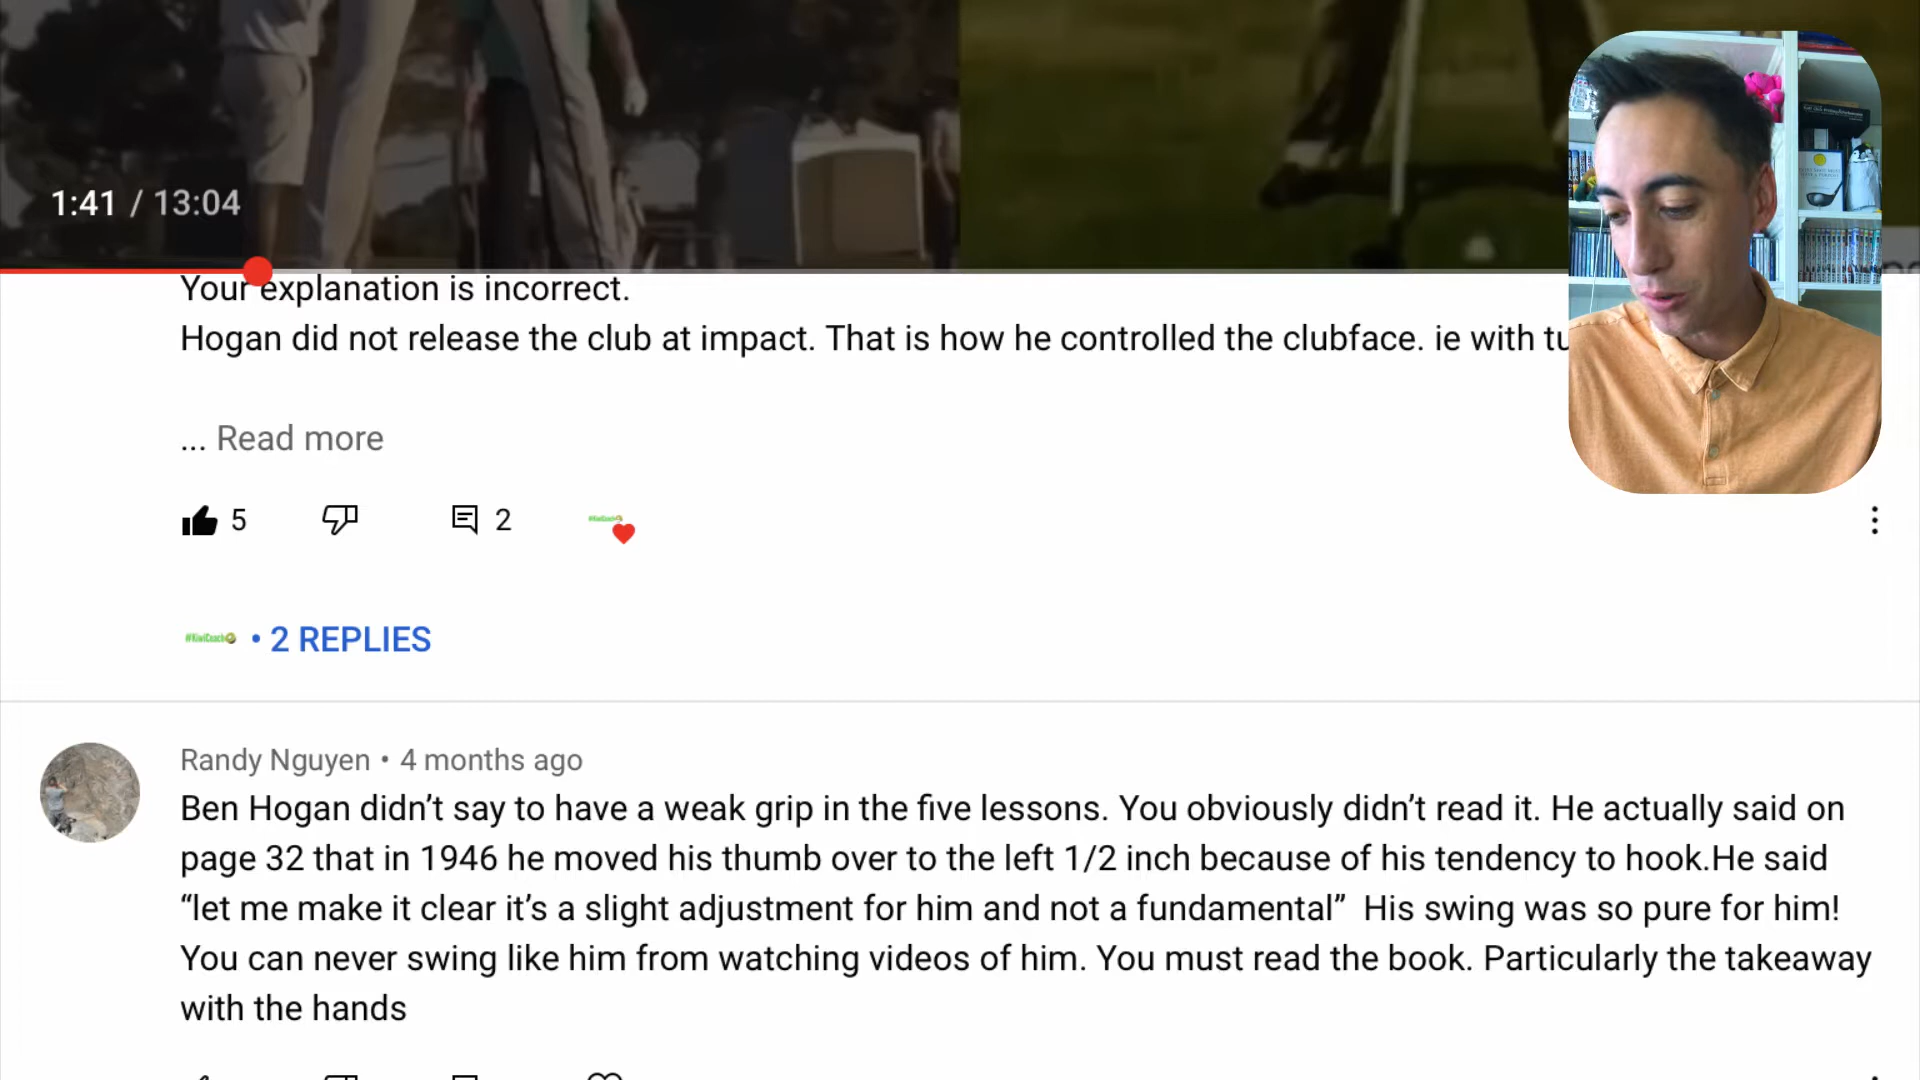 1:41 / 13:04
Your explanation is incorrect.
Hogan did not release the club at impact. That is how he controlled the clubface. ie with
... Read more
5
2
#KiwiCoach
• 2 REPLIES
Randy Nguyen • 4 months ago
Ben Hogan didn’t say to have a weak grip in the five lessons. You obviously didn’t read it. He actually said on
page 32 that in 1946 he moved his thumb over to the left 1/2 inch because of his tendency to hook.He said
“let me make it clear it’s a slight adjustment for him and not a fundamental” His swing was so pure for him!
You can never swing like him from watching videos of him. You must read the book. Particularly the takeaway
with the hands